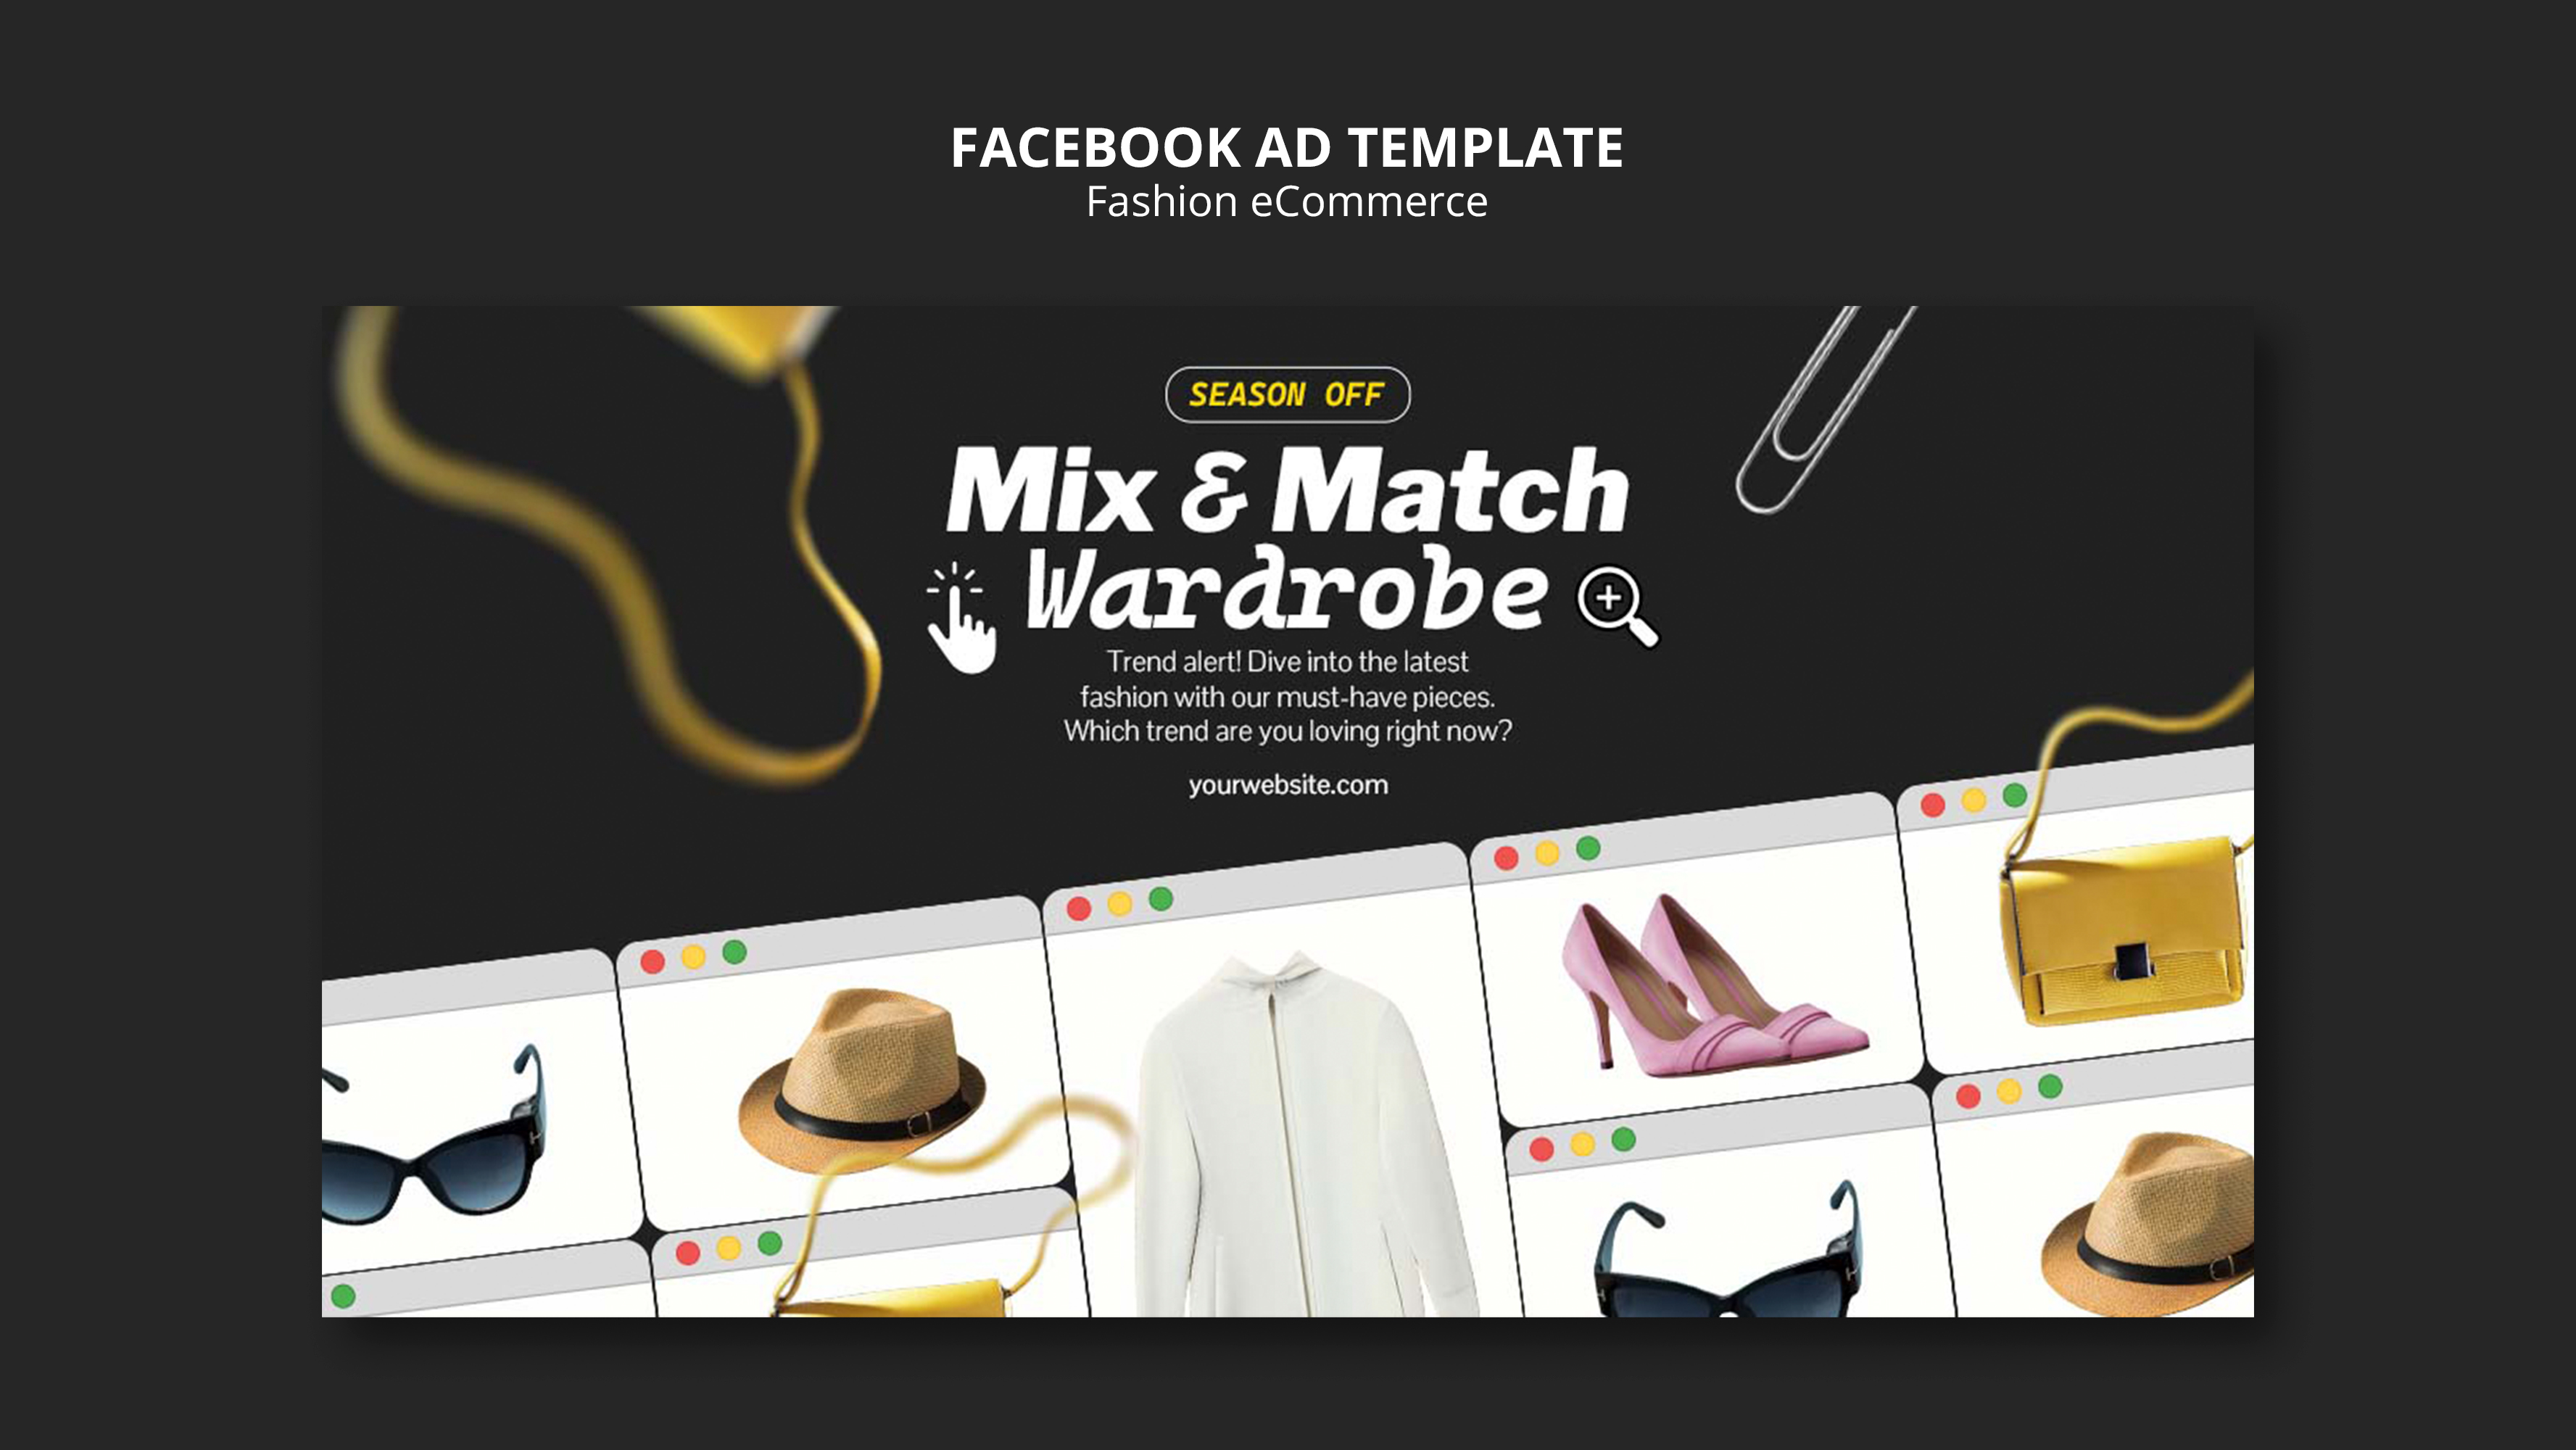 FACEBOOK AD TEMPLATE
Fashion eCommerce
SEASON OFF
Mix & Match
Wardrobe
Trend alert! Dive into the latest
fashion with our must-have pieces.
Which trend are you loving right now?
yourwebsite.com